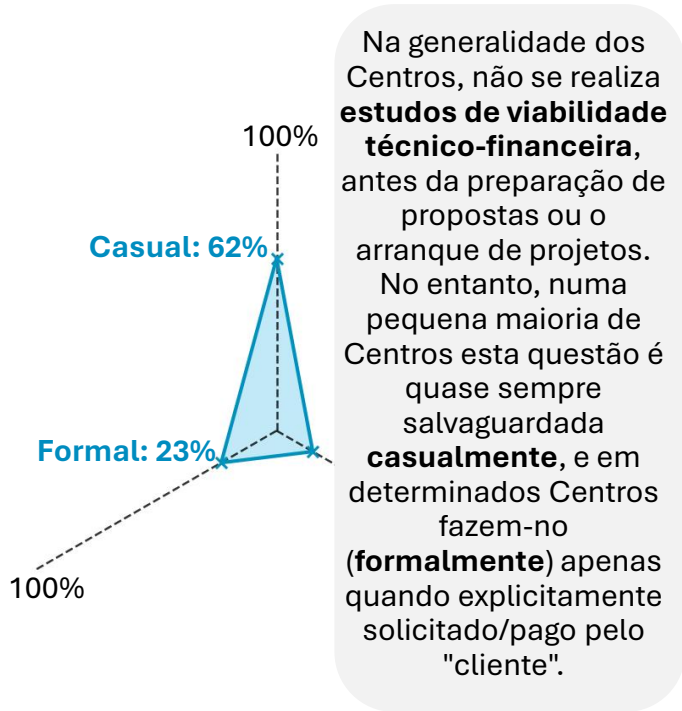 100%
Casual: 62%
Formal: 23%
100%
Na generalidade dos
Centros, não se realiza
estudos de viabilidade
técnico-financeira,
antes da preparação de
propostas ou o
arranque de projetos.
No entanto, numa
pequena maioria de
Centros esta questão é
quase sempre
salvaguardada
casualmente, e em
determinados Centros
fazem-no
(formalmente) apenas
quando explicitamente
solicitado/pago pelo
"cliente".